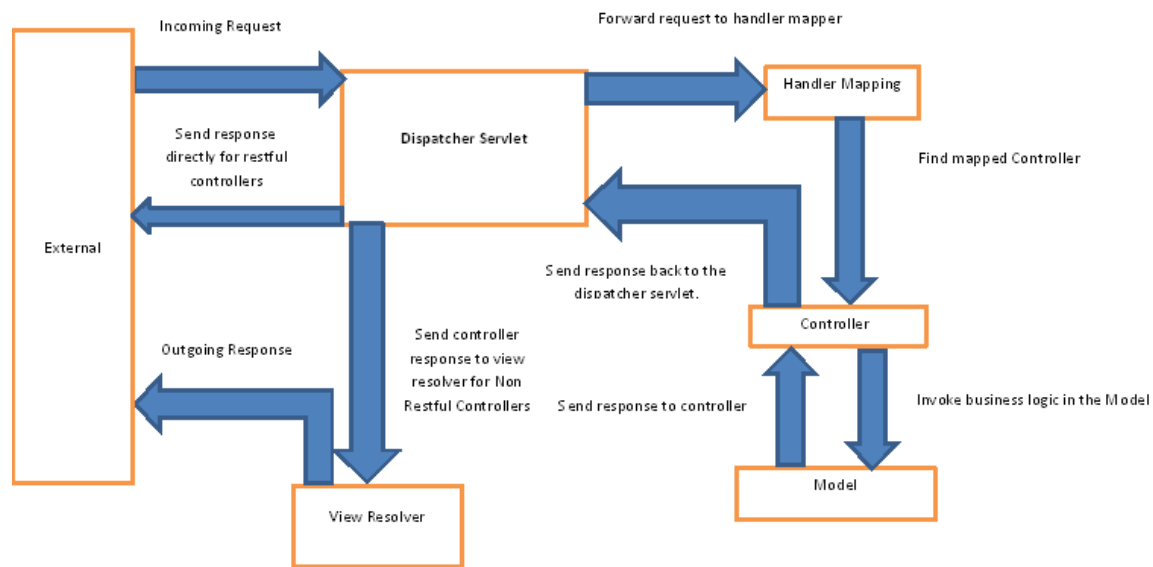 Forward request to handler mapper
Incoming Request
Handler Mapping
Send response
directly for restful
controllers
Dispatcher Servlet
Find mapped Controller
External
Send response back to the
dispatcher servlet.
Controller
Outgoing Response
Send controller
response to view
resolver for Non
Restful Controllers
Send response to controller
Invoke business logic in the Model
Model
View Resolver